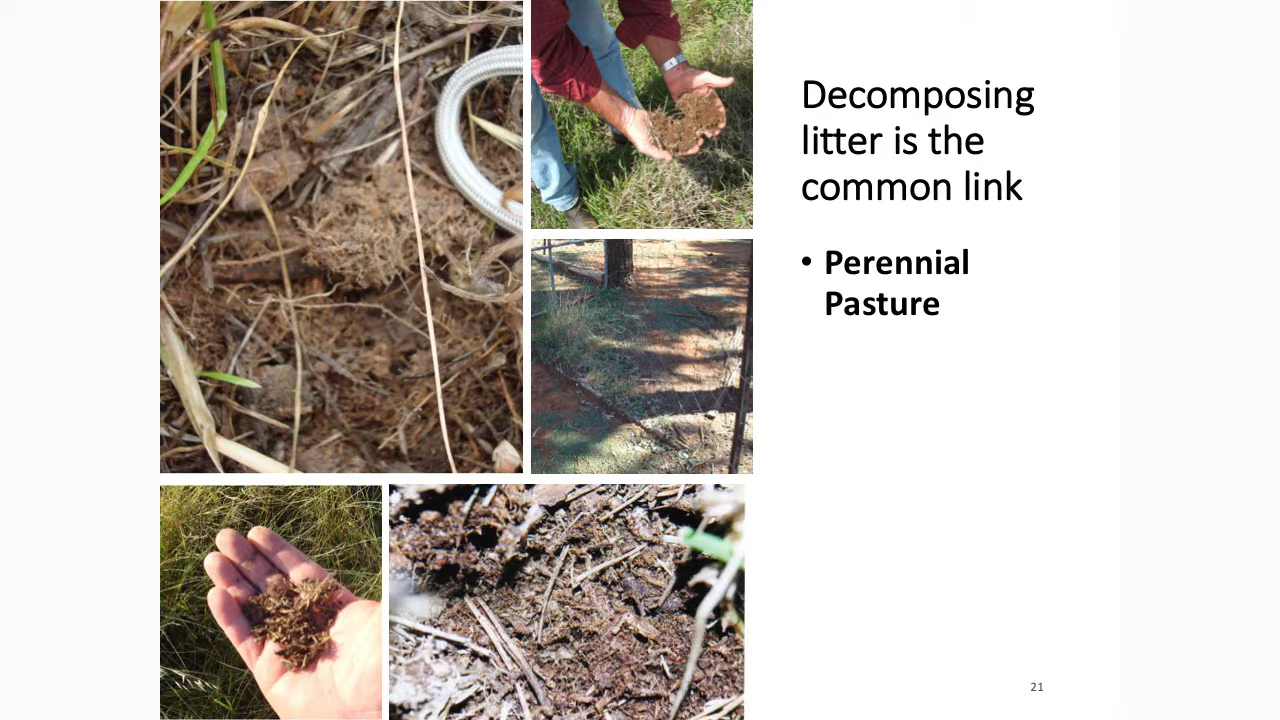 Decomposing
litter is the
common link
• Perennial
Pasture
21